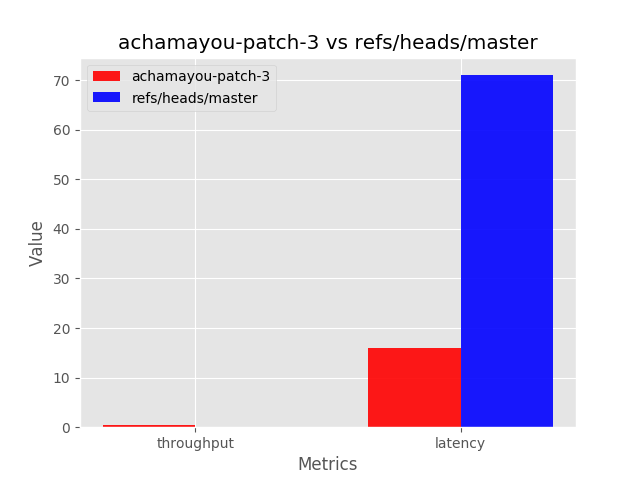 achamayou-patch-3 vs refs/heads/master
achamayou-patch-3
refs/heads/master
70
60
50
40
30
20
10
0
Value
throughput
latency
Metrics